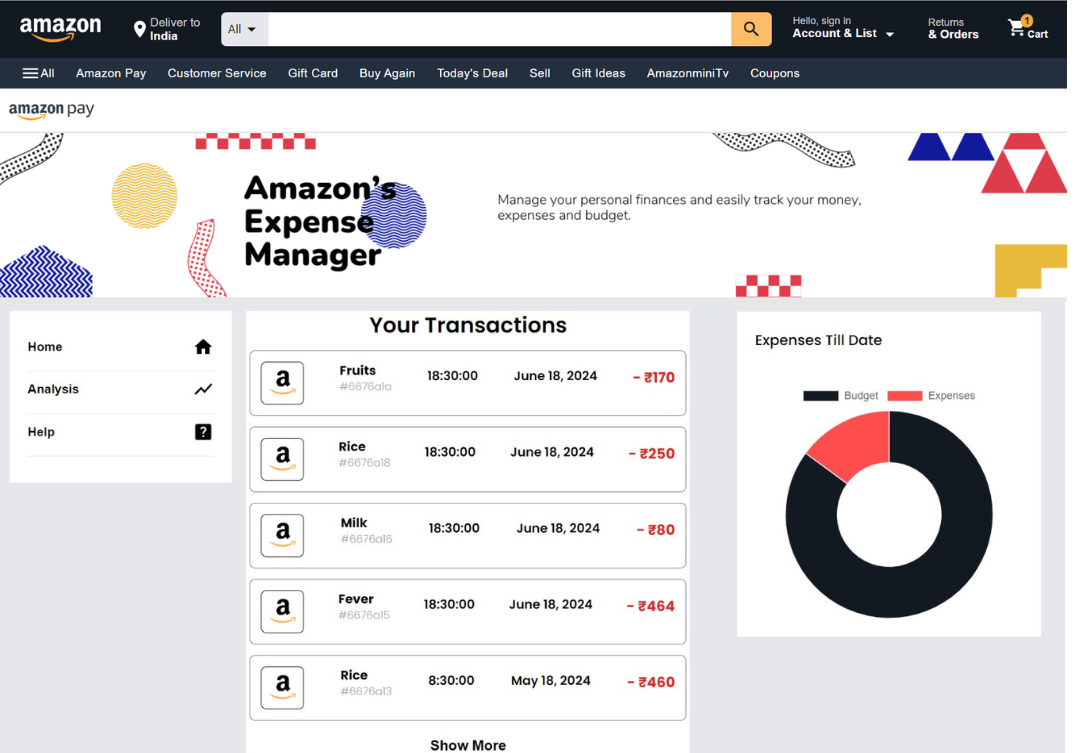 amazon
Deliver to
India
All
Hello, sign in
Account & List
Returns
& Orders
1
Cart
All
Amazon Pay
Customer Service
Gift Card
Buy Again
Today's Deal
Sell
Gift Ideas
AmazonminiTv
Coupons
amazon pay
Amazon's
Expense
Manager
Manage your personal finances and easily track your money,
expenses and budget.
Home
Analysis
Help
?
Your Transactions
a
Fruits
#6676a1a
18:30:00
June 18, 2024
- ₹170
a
Rice
#6676a18
18:30:00
June 18, 2024
- ₹250
a
Milk
#6676a16
18:30:00
June 18, 2024
- ₹80
a
Fever
#6676a15
18:30:00
June 18, 2024
- ₹464
a
Rice
#6676a13
8:30:00
May 18, 2024
- ₹460
Show More
Expenses Till Date
Budget
Expenses